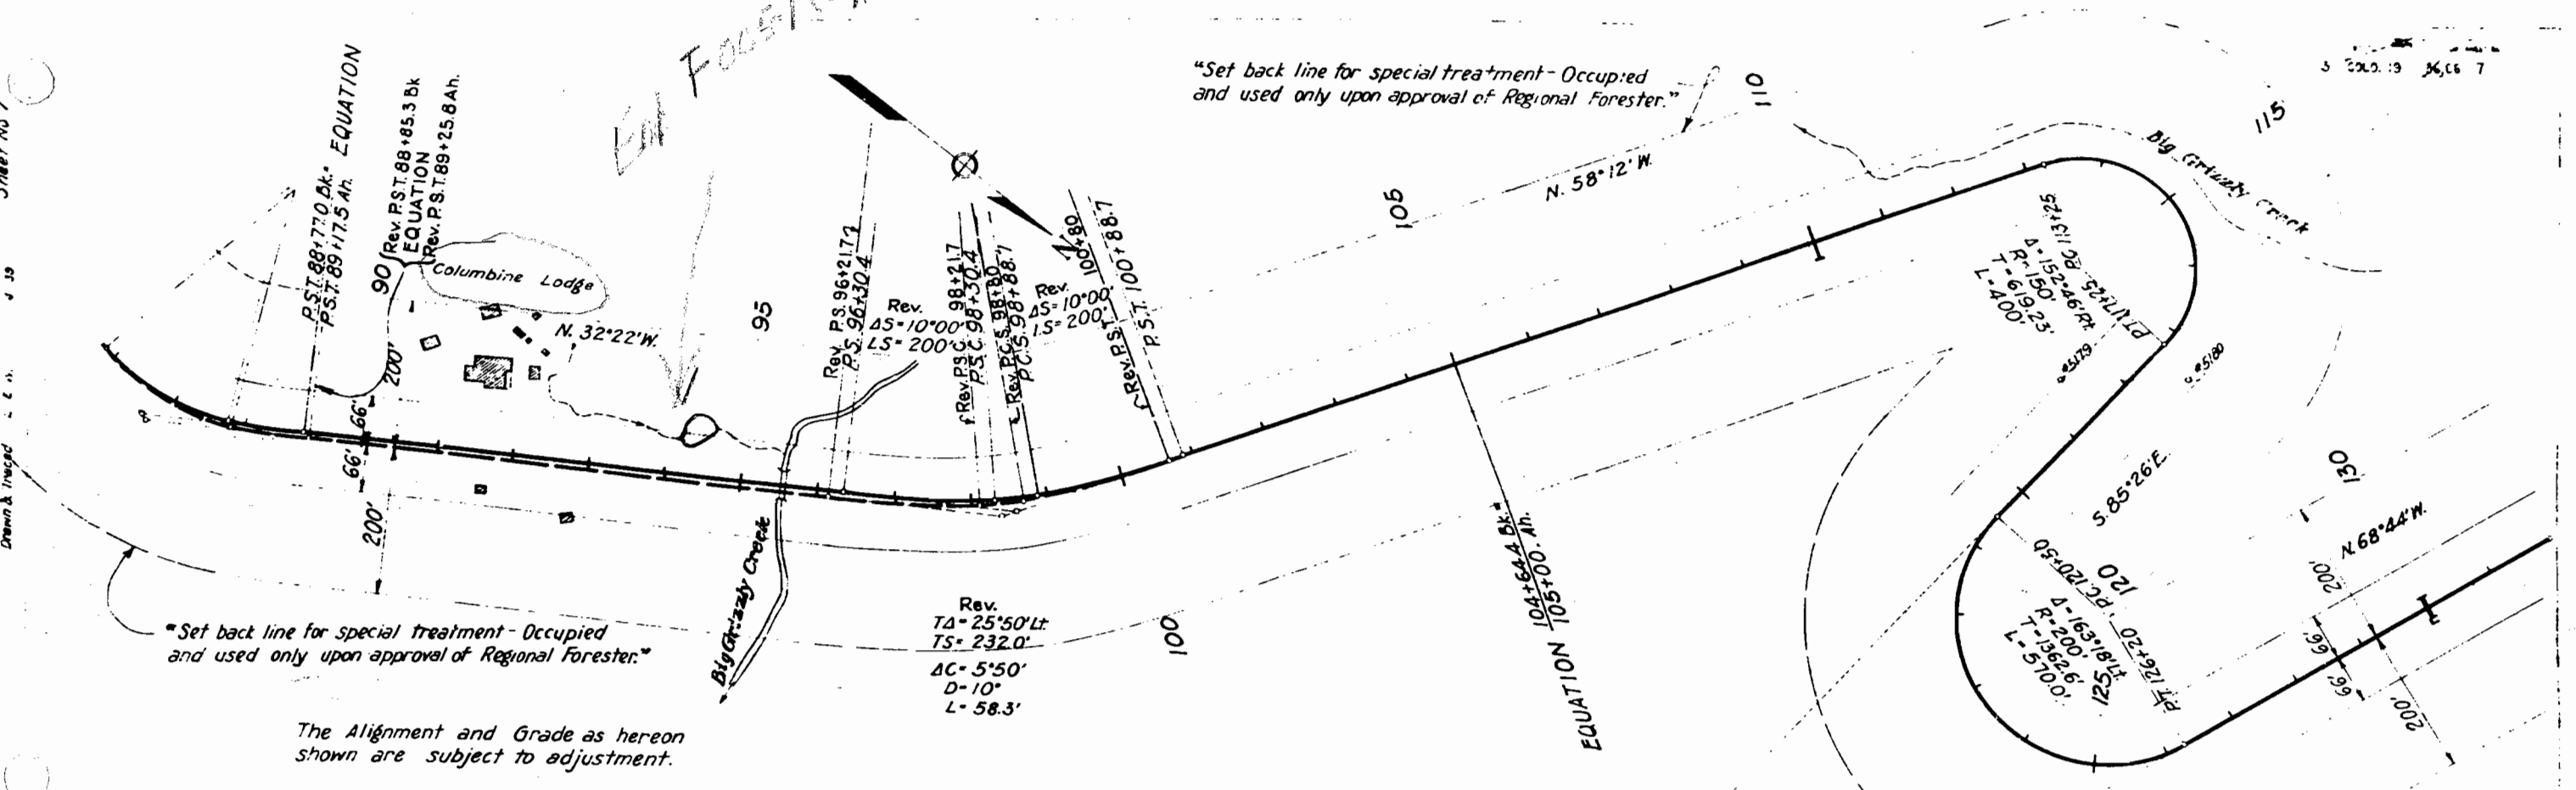 P.S.T. 88+77.0 Bk.=
P.S.T. 89+17.5 Ah. EQUATION
90
Rev. P.S.T. 88+85.3 Bk
EQUATION
Rev. P.S.T. 89+25.8 Ah.
Columbine Lodge
N. 32°22'W.
200'
66'
66'
200'
"Set back line for special treatment - Occupied
and used only upon approval of Regional Forester."
The Alignment and Grade as hereon
shown are subject to adjustment.
95
Rev. P.S. 96+21.7
P.S. 96+30.4
Rev.
ΔS=10°00'
LS= 200'
Rev. P.S.C. 98+21.7
P.S.C. 98+30.4
Rev. P.C.S. 98+80
P.C.S. 98+88.7
Rev.
ΔS=10°00'
LS= 200'
Rev. P.S.T. 100+80
P.S.T. 100+88.7
N
Big Grizzly Creek
Rev.
TΔ= 25°50' Lt.
TS= 232.0'
ΔC= 5°50'
D= 10°
L= 58.3'
100
"Set back line for special treatment - Occupied
and used only upon approval of Regional Forester."
105
N. 58°12' W.
110
EQUATION 104+64.4 Bk.=
105+00. Ah.
Big Grizzly Creek
115
P.C. 113+25
Δ=152°46' Rt.
R=150'
T=619.23'
L=400'
P.T. 117+25
S. 85°26' E.
120
P.C. 120+50
Δ=163°18' Lt.
R=200'
T=1362.6'
L=570.0'
125
P.T. 126+20
130
N. 68°44' W.
200'
66'
66'
200'
Drawn & Traced